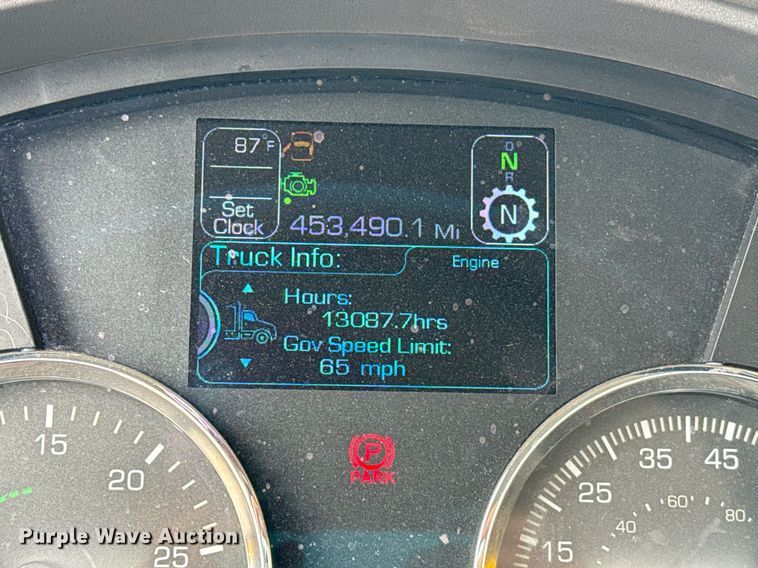 87°F
D
N
R
N
Set
Clock
453,490.1 Mi
Truck Info:
Engine
Hours:
13087.7hrs
Gov Speed Limit:
65 mph
P
PARK
15
20
25
15
25
35
45
40
60
80
Purple Wave Auction